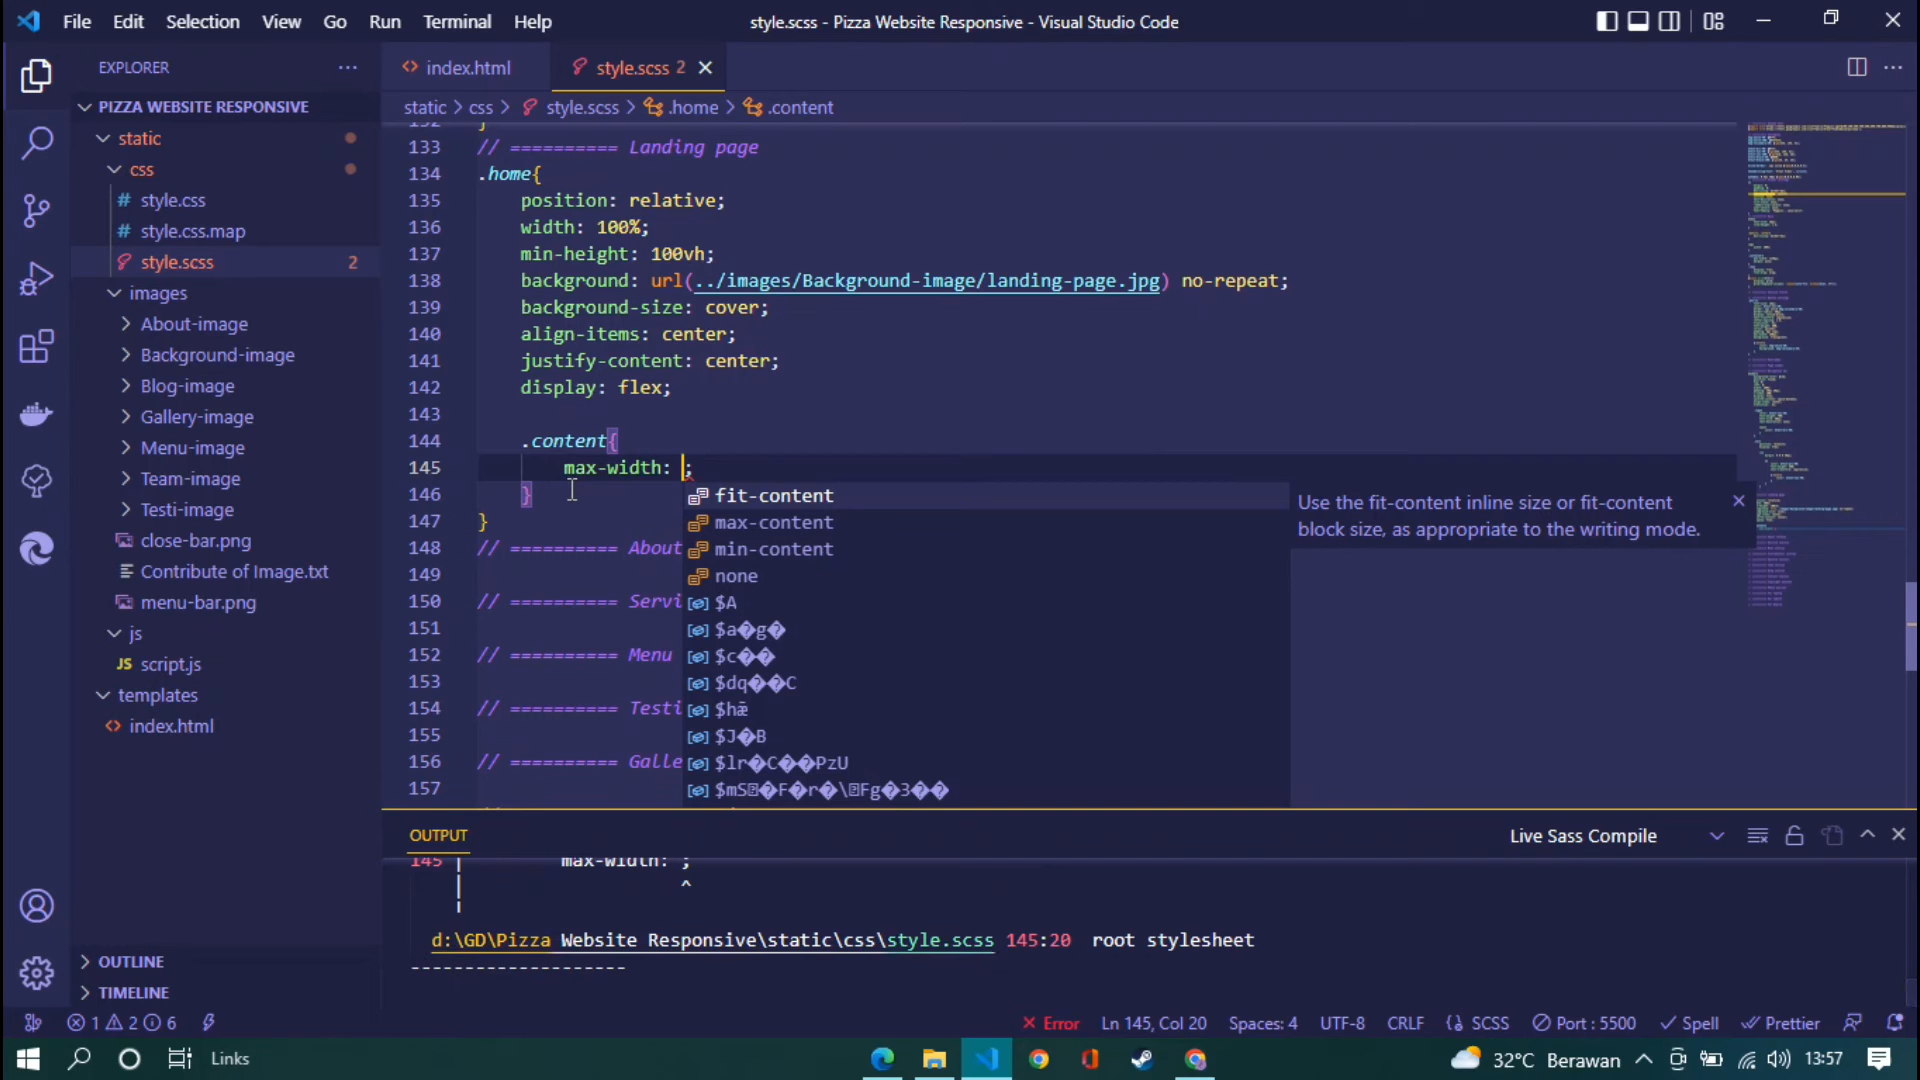 File Edit Selection View Go Run Terminal Help
style.scss - Pizza Website Responsive - Visual Studio Code
EXPLORER
PIZZA WEBSITE RESPONSIVE
static
css
# style.css
# style.css.map
style.scss 2
images
About-image
Background-image
Blog-image
Gallery-image
Menu-image
Team-image
Testi-image
close-bar.png
Contribute of Image.txt
menu-bar.png
js
JS script.js
templates
<> index.html
OUTLINE
TIMELINE
<> index.html
style.scss 2
static > css > style.scss > .home > .content
132 }
133 // ========== Landing page
134 .home{
135 position: relative;
136 width: 100%;
137 min-height: 100vh;
138 background: url(../images/Background-image/landing-page.jpg) no-repeat;
139 background-size: cover;
140 align-items: center;
141 justify-content: center;
142 display: flex;
143
144 .content{
145 max-width: ;
146 }
147 }
148 // ========== About
149
150 // ========== Servi
151
152 // ========== Menu
153
154 // ========== Testi
155
156 // ========== Galle
157
fit-content
max-content
min-content
none
$A
$a�g�
$c��
$dq��C
$J�B
Use the fit-content inline size or fit-content
block size, as appropriate to the writing mode.
OUTPUT
Live Sass Compile
145 | max-width: ;
| ^
d:\GD\Pizza Website Responsive\static\css\style.scss 145:20 root stylesheet
--------------------
1 2 6
Error
Ln 145, Col 20
Spaces: 4
UTF-8
CRLF
{} SCSS
Port : 5500
Spell
Prettier
Links
32°C Berawan
13:57